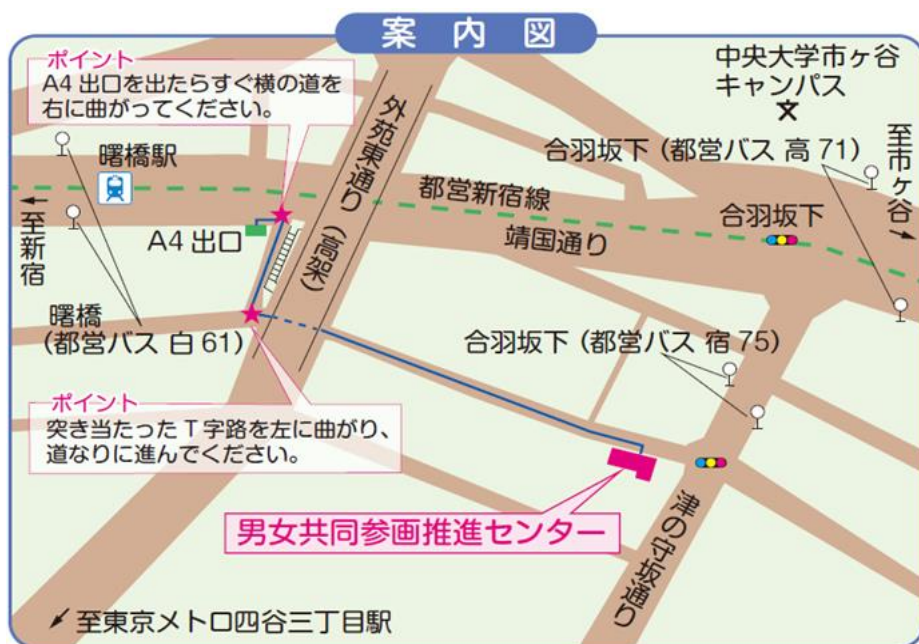 案内図
ポイント
A4 出口を出たらすぐ横の道を
右に曲がってください。
中央大学市ヶ谷
キャンパス
文
至市ヶ谷
外苑東通り（高架）
合羽坂下（都営バス 高 71）
曙橋駅
都営新宿線
合羽坂下
至新宿
A4 出口
靖国通り
曙橋
（都営バス 白 61）
合羽坂下（都営バス 宿 75）
ポイント
突き当たった T 字路を左に曲がり、
道なりに進んでください。
男女共同参画推進センター
津の守坂通り
至東京メトロ四谷三丁目駅